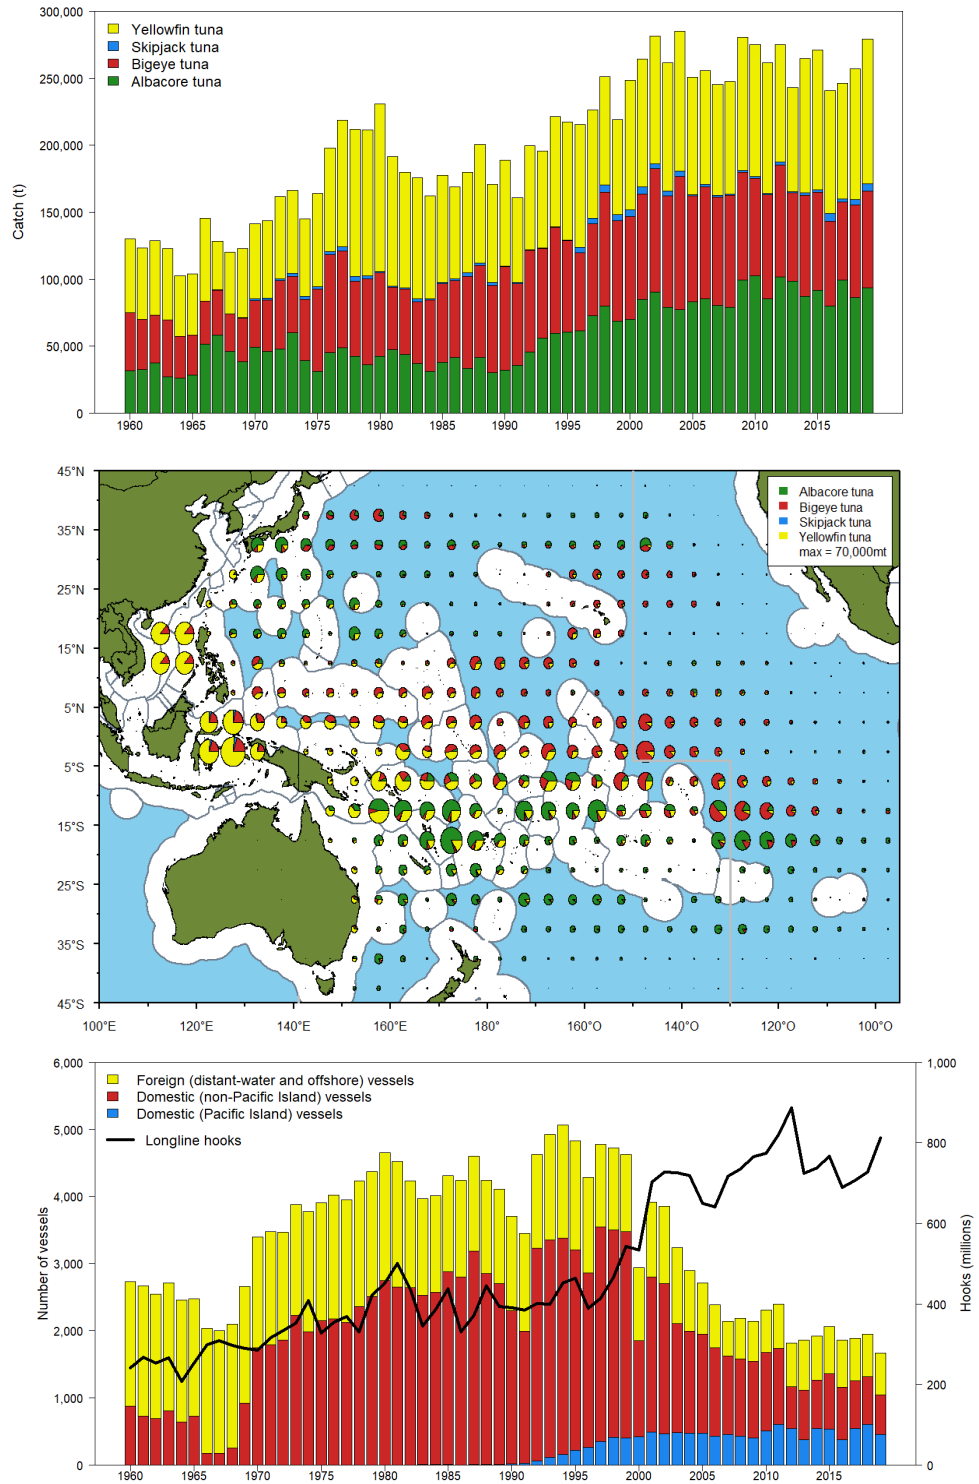 300,000
250,000
200,000
150,000
100,000
50,000
0
Catch (t)
Yellowfin tuna
Skipjack tuna
Bigeye tuna
Albacore tuna
1960 1965 1970 1975 1980 1985 1990 1995 2000 2005 2010 2015
45°N
35°N
25°N
15°N
5°N
5°S
15°S
25°S
35°S
45°S
Albacore tuna
Bigeye tuna
Skipjack tuna
Yellowfin tuna
max = 70,000mt
100°E 120°E 140°E 160°E 180° 160°O 140°O 120°O 100°O
6,000
5,000
4,000
3,000
2,000
1,000
0
Number of vessels
Foreign (distant-water and offshore) vessels
Domestic (non-Pacific Island) vessels
Domestic (Pacific Island) vessels
Longline hooks
1,000
800
600
400
200
0
Hooks (millions)
1960 1965 1970 1975 1980 1985 1990 1995 2000 2005 2010 2015